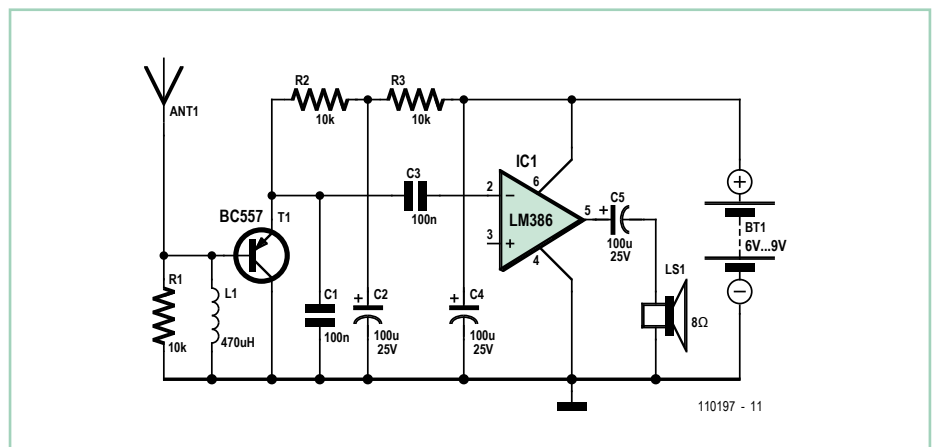 ANT1
R2
10k
R3
10k
C3
100n
IC1
LM386
2
3
6
5
4
−
+
BC557
T1
R1
10k
L1
470uH
C1
100n
+
C2
100u
25V
+
C4
100u
25V
+
C5
100u
25V
LS1
8Ω
+
BT1
6V...9V
−
110197 - 11